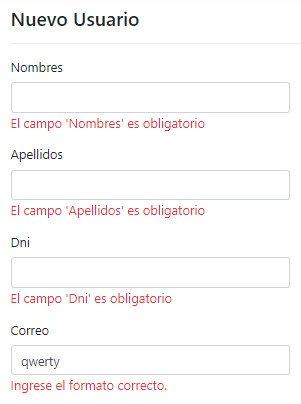 Nuevo Usuario
Nombres
El campo 'Nombres' es obligatorio
Apellidos
El campo 'Apellidos' es obligatorio
Dni
El campo 'Dni' es obligatorio
Correo
qwerty
Ingrese el formato correcto.